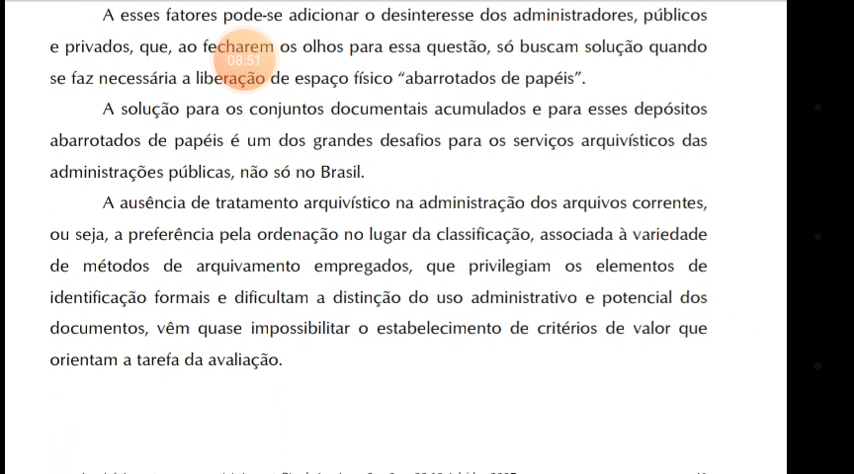 A esses fatores pode-se adicionar o desinteresse dos administradores, públicos
e privados, que, ao fecharem os olhos para essa questão, só buscam solução quando
08:51
se faz necessária a liberação de espaço físico “abarrotados de papéis”.
A solução para os conjuntos documentais acumulados e para esses depósitos
abarrotados de papéis é um dos grandes desafios para os serviços arquivísticos das
administrações públicas, não só no Brasil.
A ausência de tratamento arquivístico na administração dos arquivos correntes,
ou seja, a preferência pela ordenação no lugar da classificação, associada à variedade
de métodos de arquivamento empregados, que privilegiam os elementos de
identificação formais e dificultam a distinção do uso administrativo e potencial dos
documentos, vêm quase impossibilitar o estabelecimento de critérios de valor que
orientam a tarefa da avaliação.